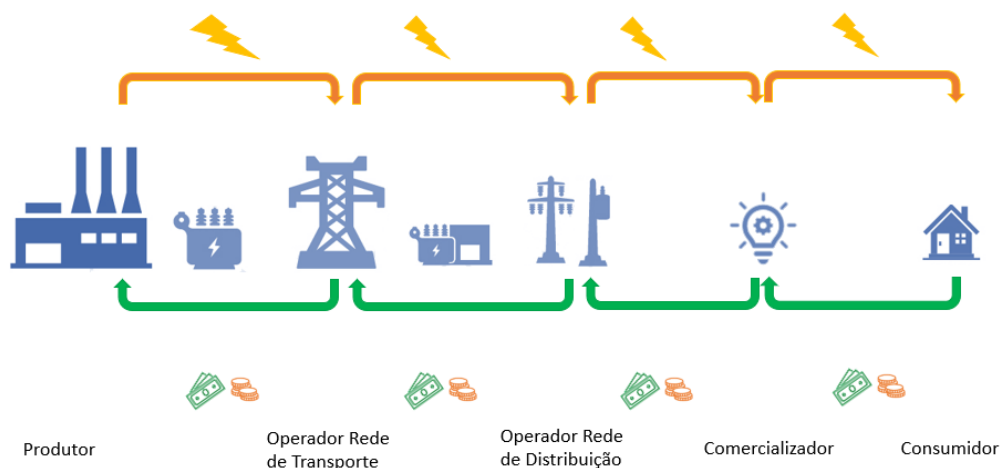 Produtor
Operador Rede
de Transporte
Operador Rede
de Distribuição
Comercializador
Consumidor